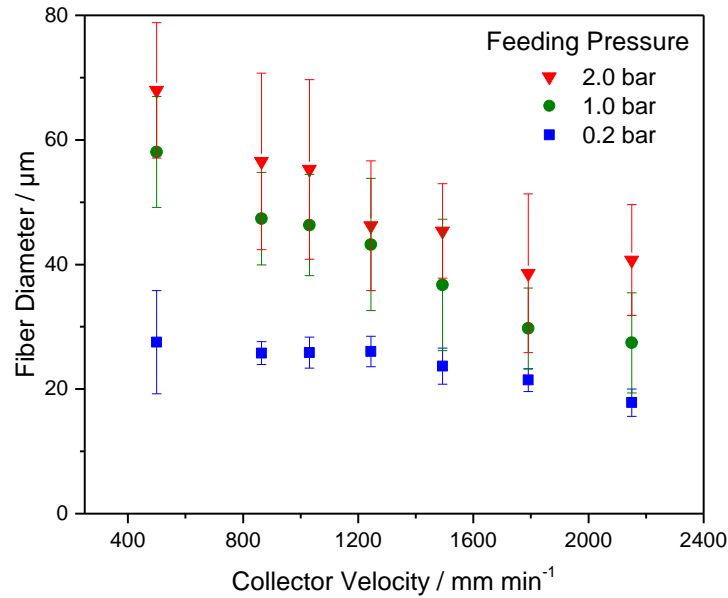 Feeding Pressure
2.0 bar
1.0 bar
0.2 bar
80
60
40
20
0
Fiber Diameter / µm
400 800 1200 1600 2000 2400
Collector Velocity / mm min⁻¹